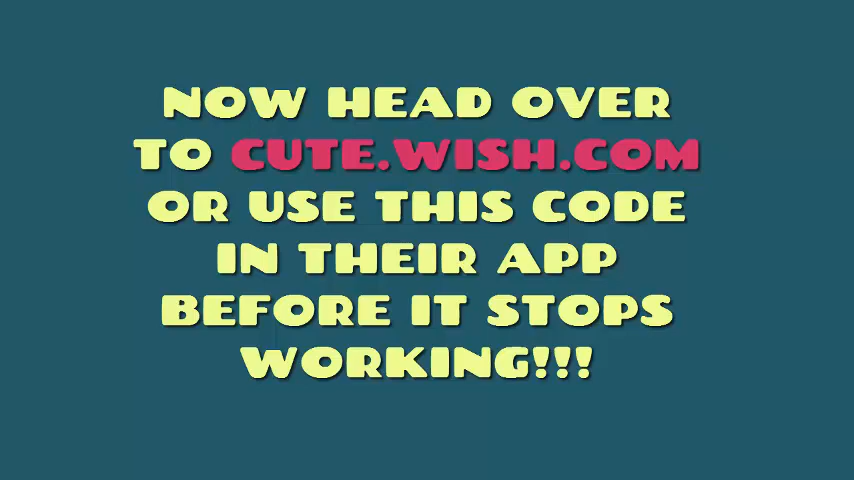 NOW HEAD OVER
TO CUTE.WISH.COM
OR USE THIS CODE
IN THEIR APP
BEFORE IT STOPS
WORKING!!!